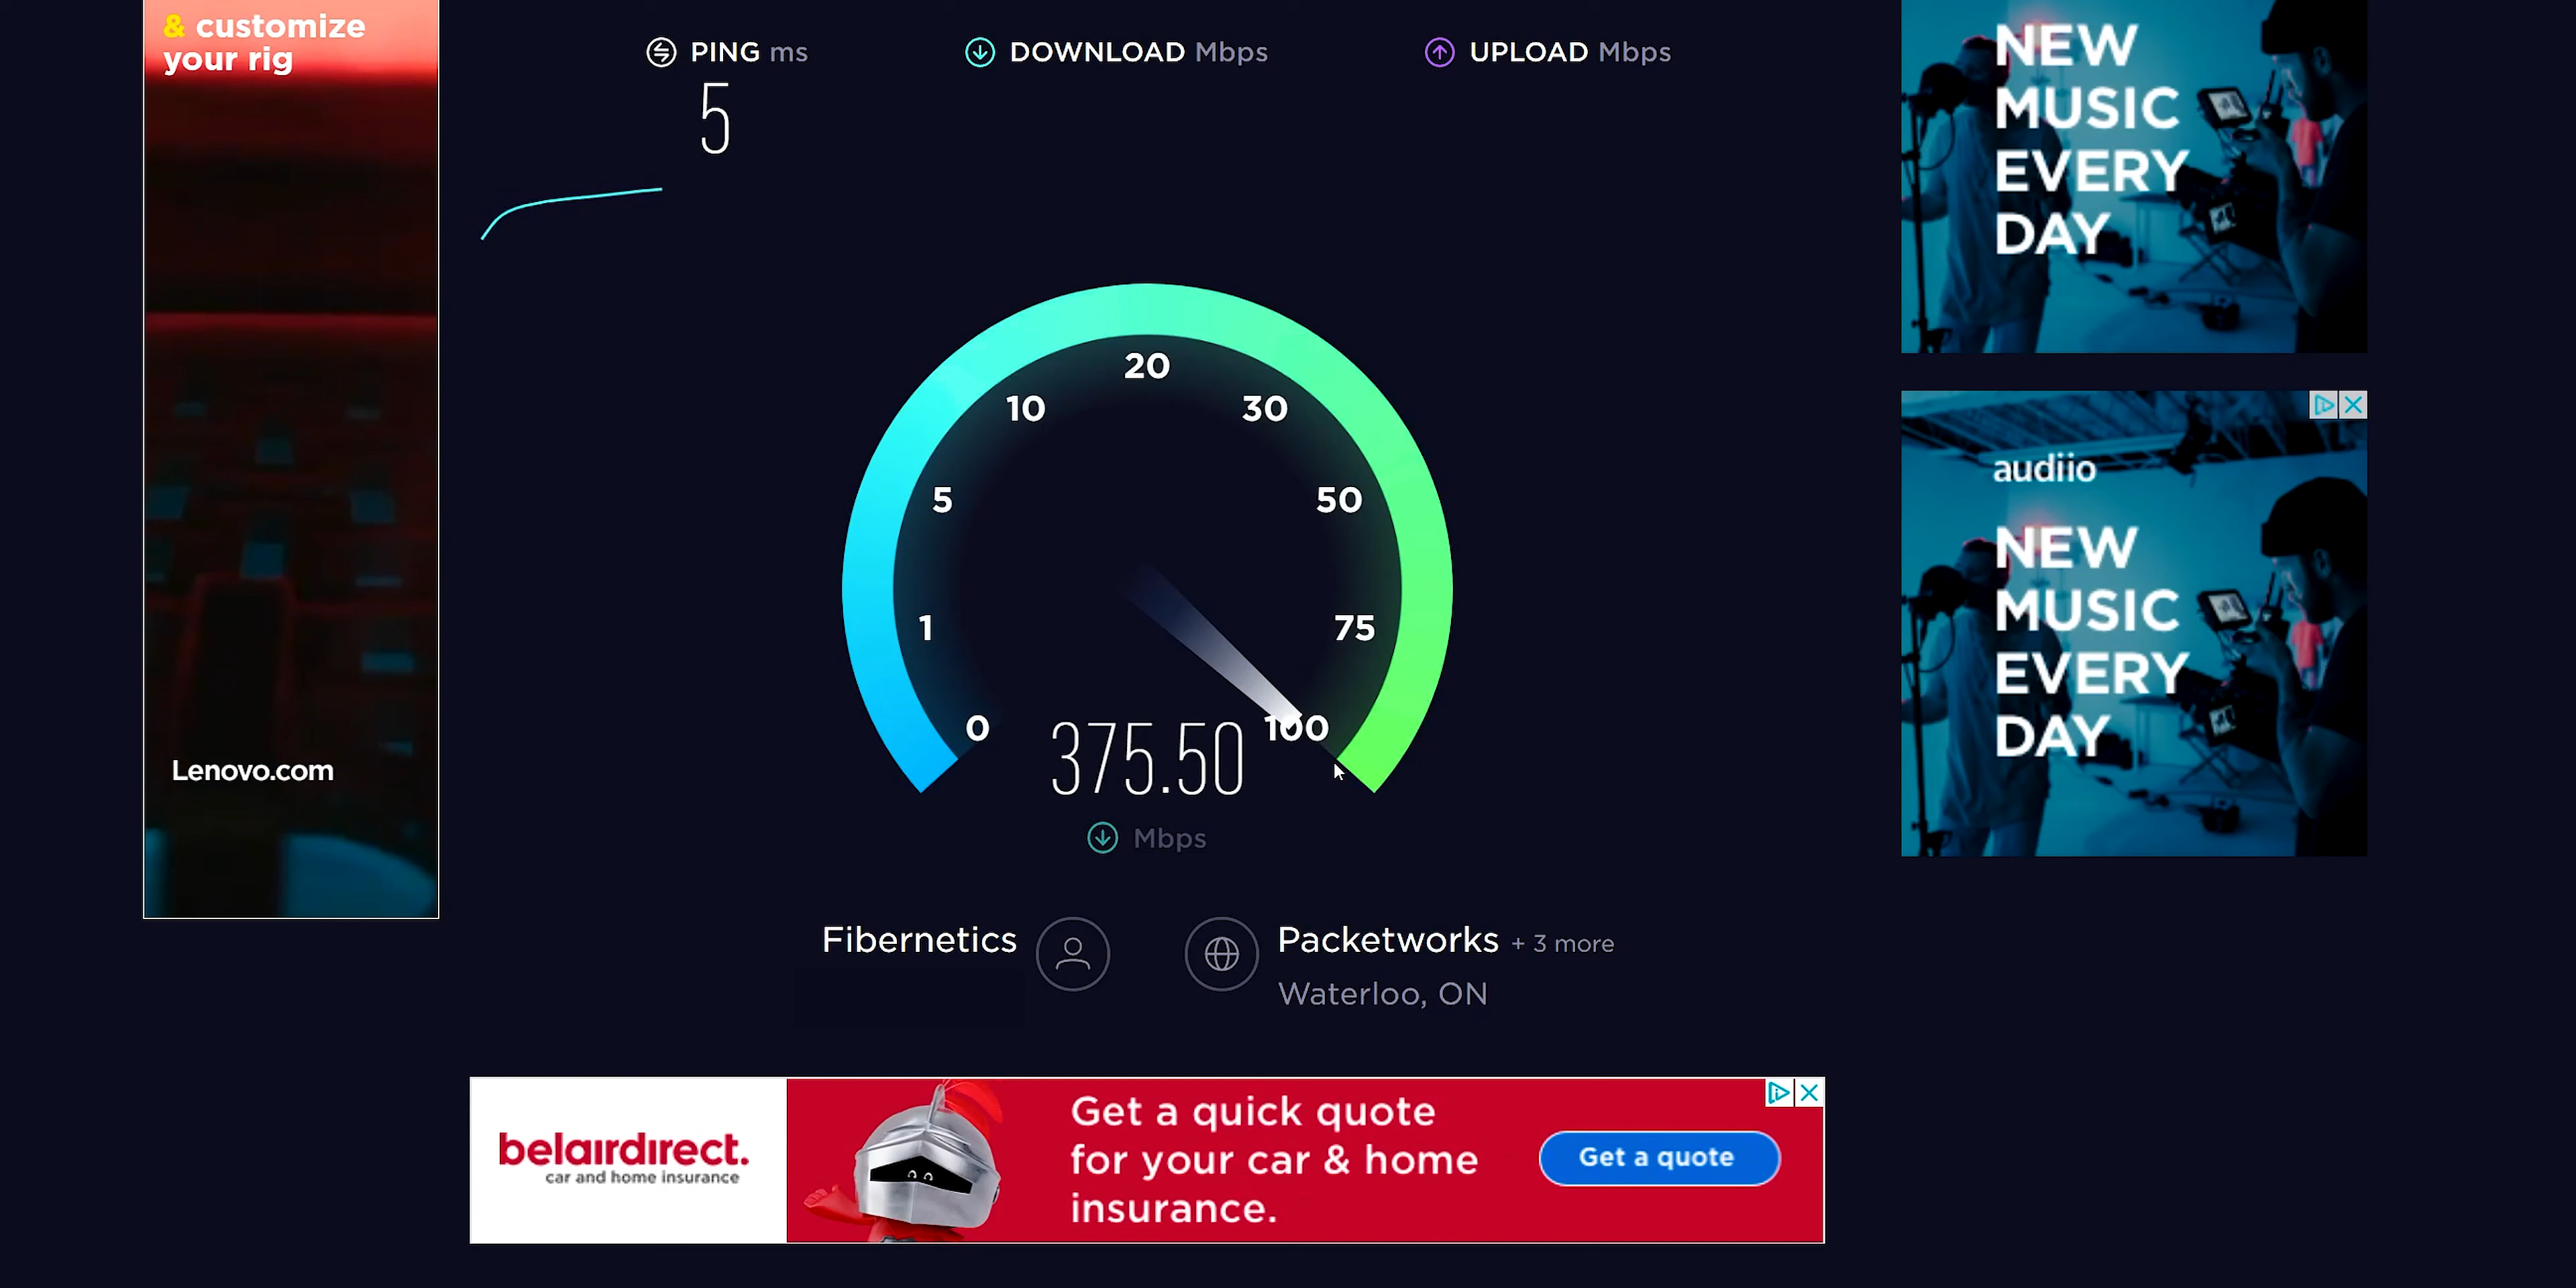 & customize
your rig
Lenovo.com
PING ms
5
DOWNLOAD Mbps
UPLOAD Mbps
0
1
5
10
20
30
50
75
100
375.50
Mbps
Fibernetics
Packetworks + 3 more
Waterloo, ON
NEW
MUSIC
EVERY
DAY
audiio
NEW
MUSIC
EVERY
DAY
belairdirect.
car and home insurance
Get a quick quote
for your car & home
insurance.
Get a quote